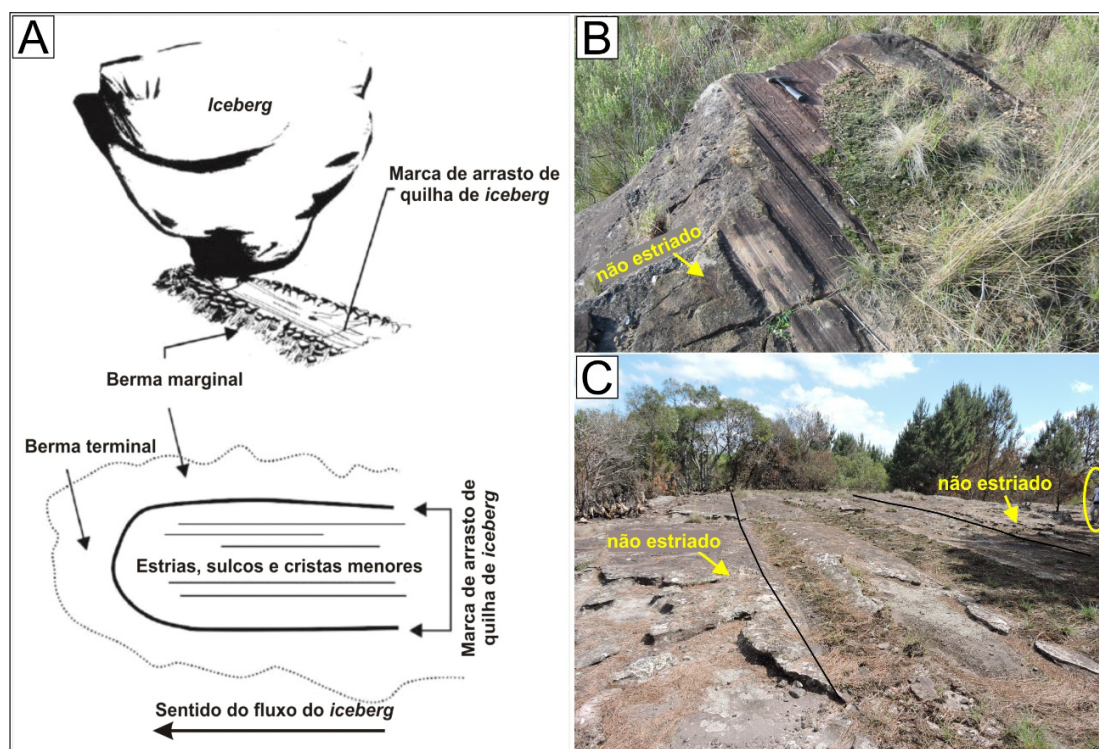 A
Iceberg
Marca de arrasto de
quilha de iceberg
Berma marginal
Berma terminal
Estrias, sulcos e cristas menores
Marca de arrasto de
quilha de iceberg
Sentido do fluxo do iceberg
B
não estriado
C
não estriado
não estriado